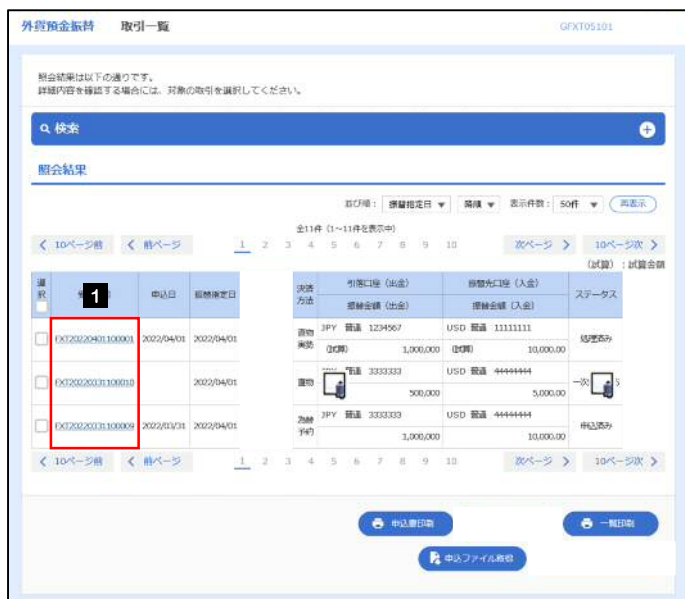 外貨預金振替 取引一覧 GFXT05101
照会結果は以下の通りです。
詳細内容を確認する場合には、対象の取引を選択してください。
検索
照会結果
並び順： 振替指定日 降順 表示件数： 50件 再表示
全11件（1～11件を表示中）
10ページ前 前ページ 1 2 3 4 5 6 7 8 9 10 次ページ 10ページ次
（試算）：試算金額
選択 1 申込日 振替指定日 決済方法 引落口座（出金） 振替先口座（入金） ステータス
振替金額（出金） 振替金額（入金）
FXT20220401100001 2022/04/01 2022/04/01 直物実勢 JPY 普通 1234567 USD 普通 11111111 処理済み
（試算） 1,000,000 （試算） 10,000.00
FXT20220331100010 2022/04/01 直物 普通 3333333 USD 普通 44444444 一次
500,000 5,000.00
FXT20220331100009 2022/03/31 2022/04/01 為替予約 JPY 普通 3333333 USD 普通 44444444 申込済み
1,000,000 10,000.00
10ページ前 前ページ 1 2 3 4 5 6 7 8 9 10 次ページ 10ページ次
申込書印刷 一覧印刷
申込ファイル取得